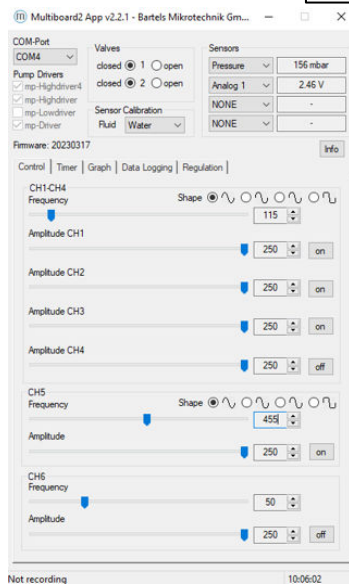 Multiboard2 App v2.2.1 - Bartels Mikrotechnik Gm...
COM-Port
COM4
Pump Drivers
mp-Highdriver4
mp-Highdriver
mp-Lowdriver
mp-Driver
Valves
closed 1 open
closed 2 open
Sensor Calibration
Fluid Water
Sensors
Pressure 156 mbar
Analog 1 2.46 V
NONE -
NONE -
Firmware: 20230317
Info
Control Timer Graph Data Logging Regulation
CH1-CH4
Frequency Shape
115
Amplitude CH1
250 on
Amplitude CH2
250 on
Amplitude CH3
250 on
Amplitude CH4
250 off
CH5
Frequency Shape
455
Amplitude
250 on
CH6
Frequency
50
Amplitude
250 off
Not recording 10:06:02